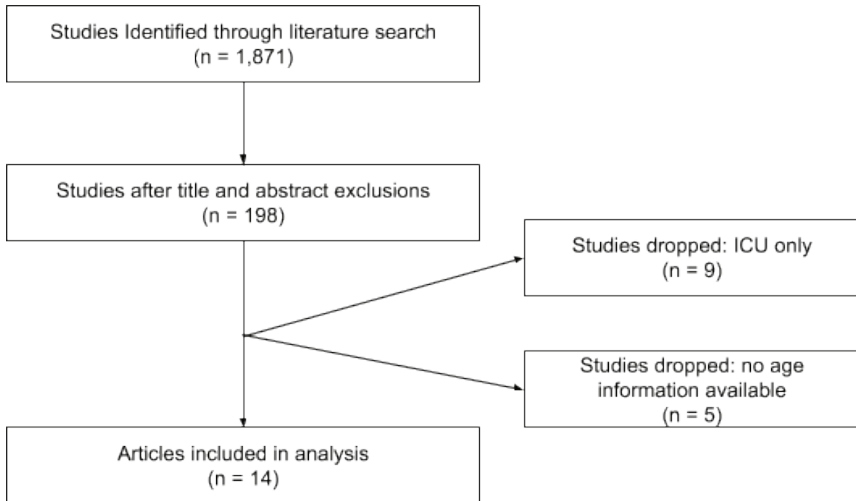 Studies Identified through literature search
(n = 1,871)
Studies after title and abstract exclusions
(n = 198)
Studies dropped: ICU only
(n = 9)
Studies dropped: no age
information available
(n = 5)
Articles included in analysis
(n = 14)